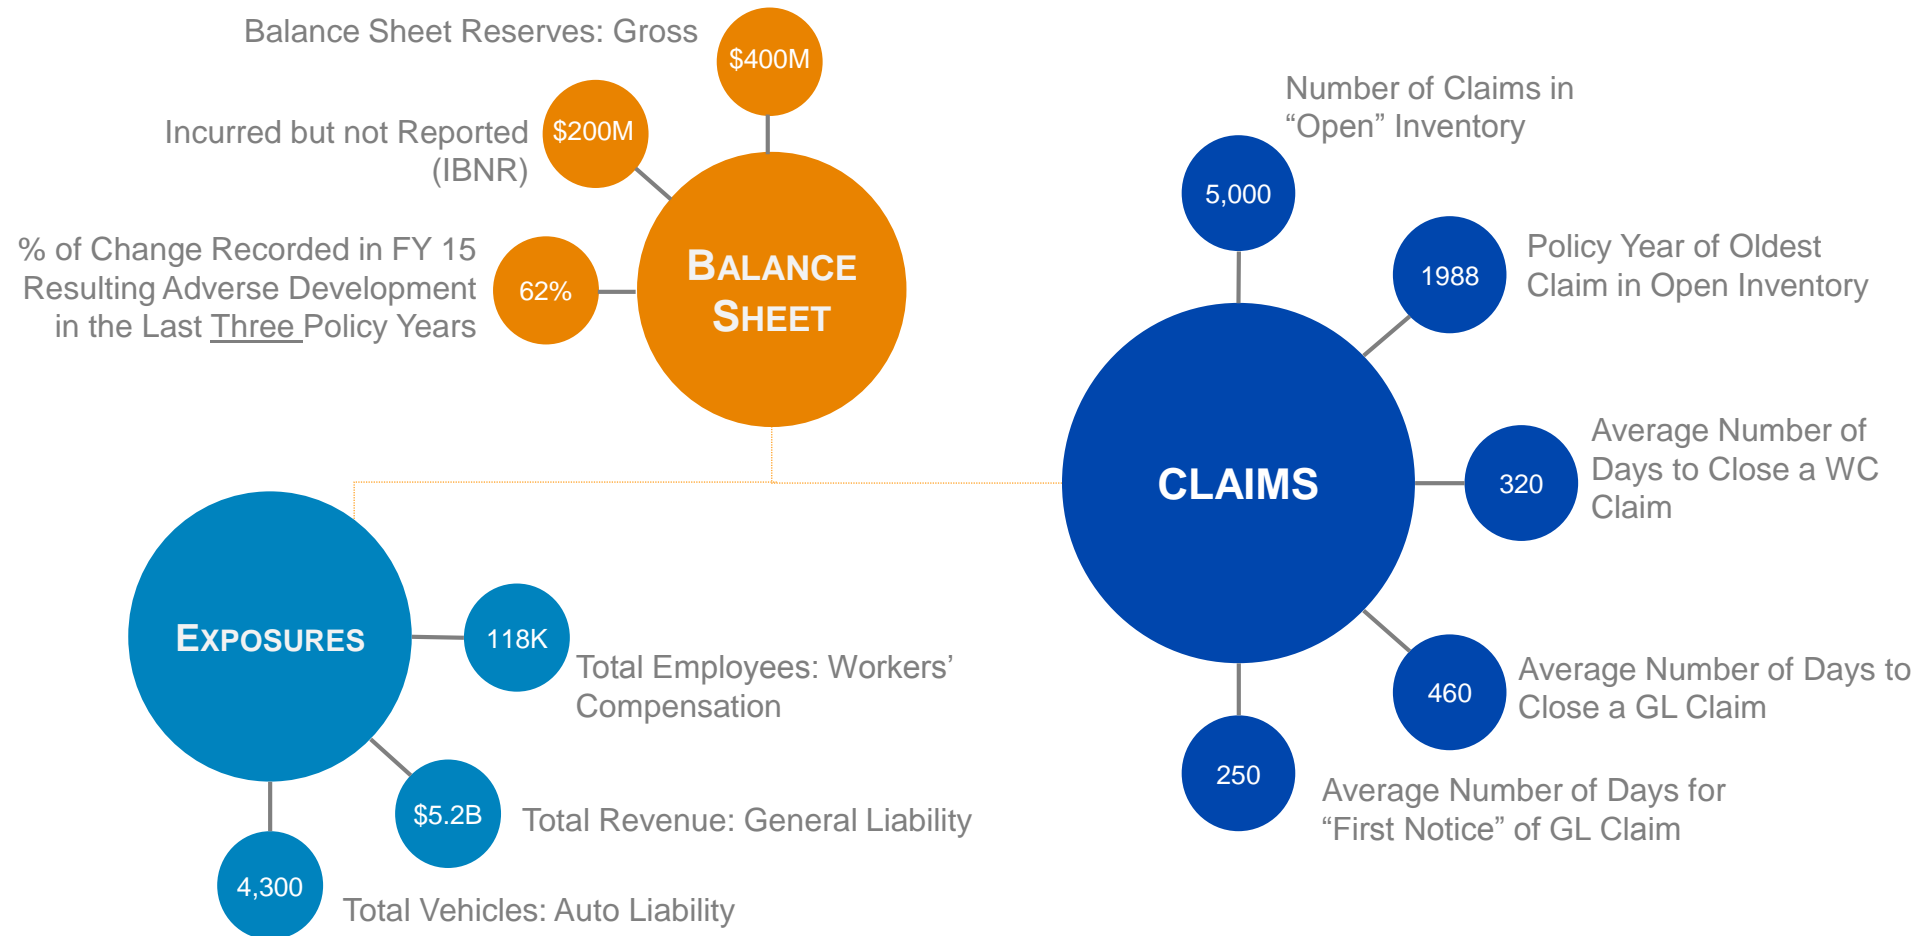 Balance Sheet Reserves: Gross
$400M
Incurred but not Reported
(IBNR)
$200M
% of Change Recorded in FY 15
Resulting Adverse Development
in the Last Three Policy Years
62%
BALANCE
SHEET
Number of Claims in
“Open” Inventory
5,000
1988
Policy Year of Oldest
Claim in Open Inventory
CLAIMS
320
Average Number of
Days to Close a WC
Claim
460
Average Number of Days to
Close a GL Claim
250
Average Number of Days for
“First Notice” of GL Claim
EXPOSURES
118K
Total Employees: Workers’
Compensation
$5.2B
Total Revenue: General Liability
4,300
Total Vehicles: Auto Liability